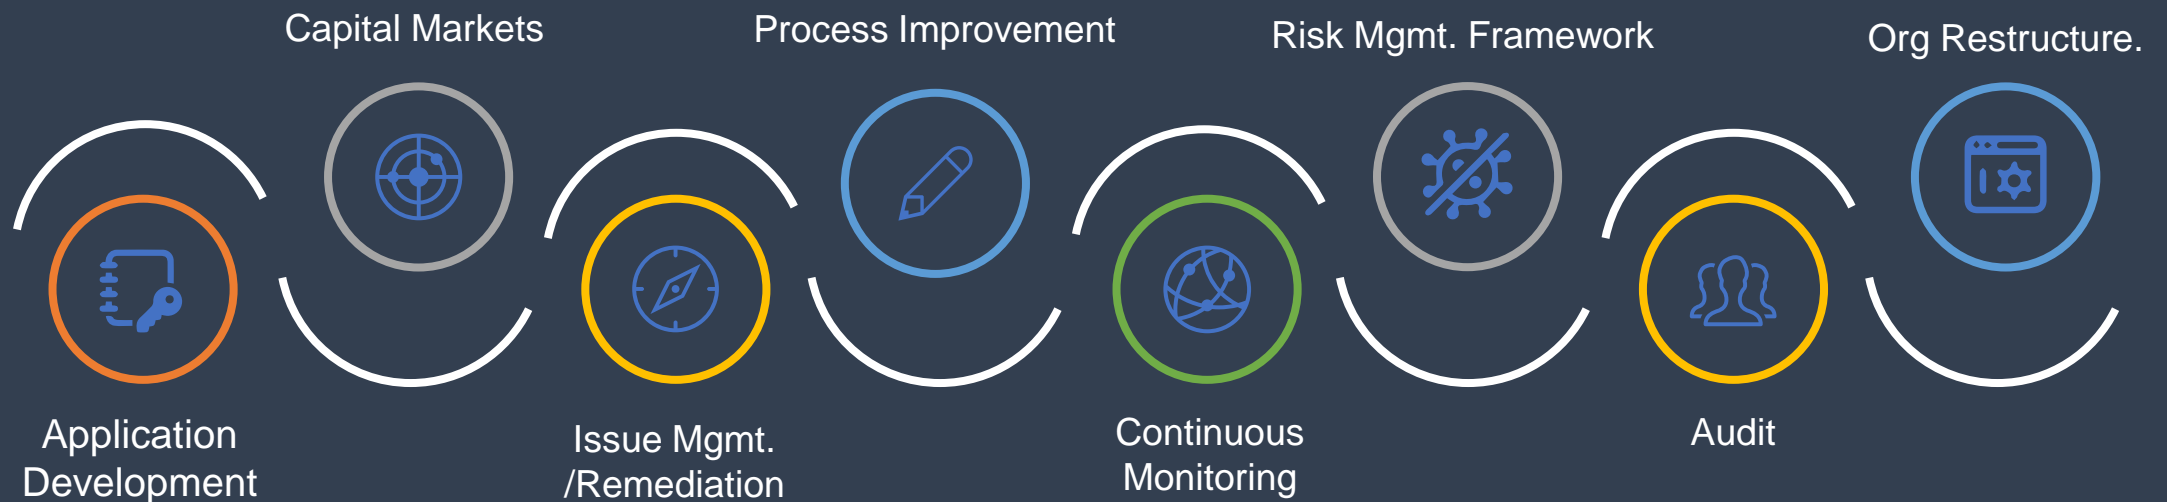 Capital Markets
Process Improvement
Risk Mgmt. Framework
Org Restructure.
Application
Development
Issue Mgmt.
/Remediation
Continuous
Monitoring
Audit